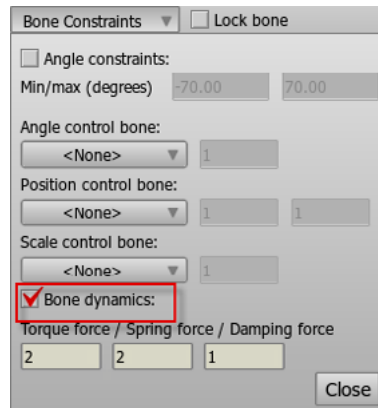 Bone Constraints Lock bone
Angle constraints:
Min/max (degrees) -70.00 70.00
Angle control bone:
<None> 1
Position control bone:
<None> 1 1
Scale control bone:
<None> 1
Bone dynamics:
Torque force / Spring force / Damping force
2 2 1
Close